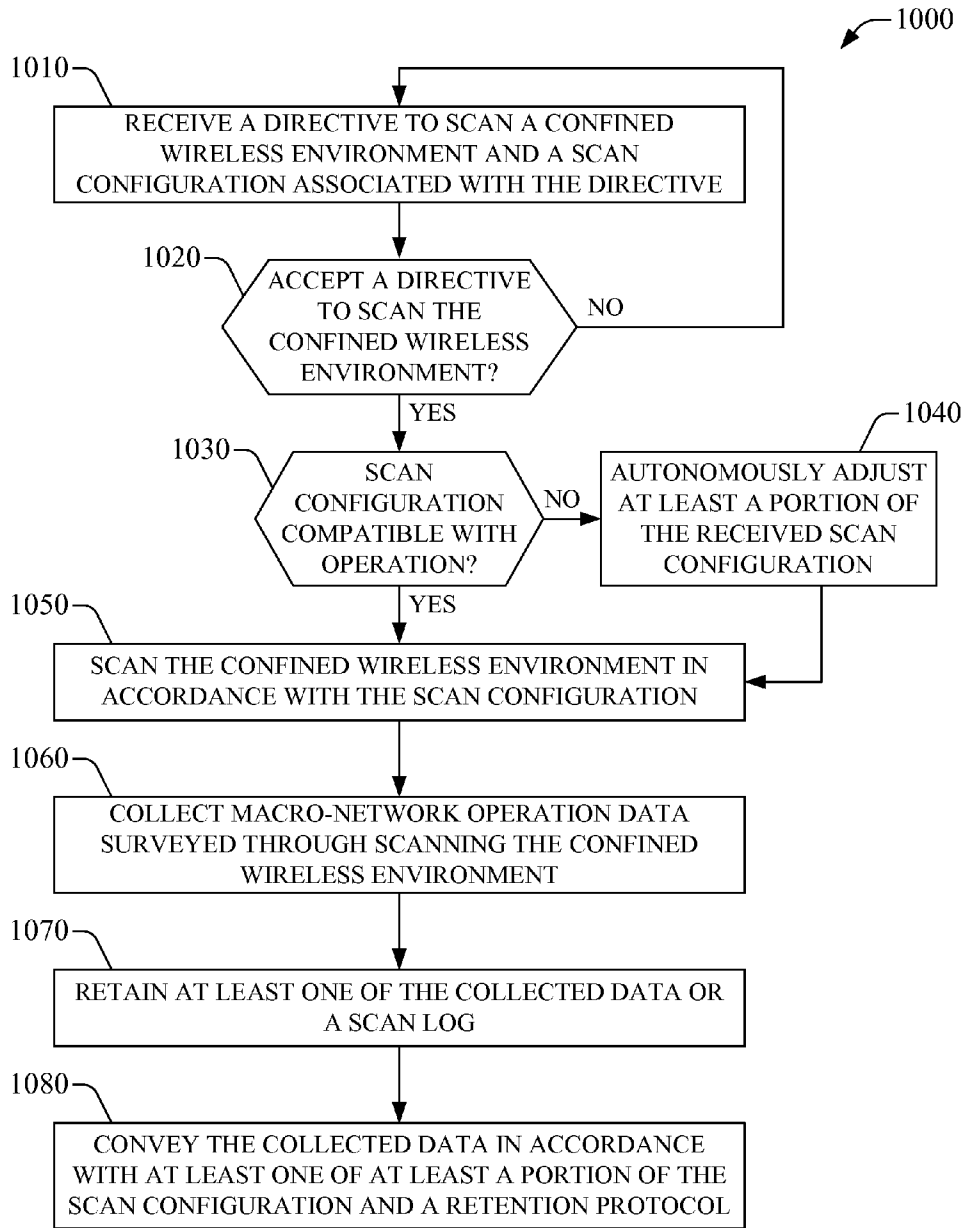 1000
1010
RECEIVE A DIRECTIVE TO SCAN A CONFINED
WIRELESS ENVIRONMENT AND A SCAN
CONFIGURATION ASSOCIATED WITH THE DIRECTIVE
1020
ACCEPT A DIRECTIVE
TO SCAN THE
CONFINED WIRELESS
ENVIRONMENT?
NO
YES
1030
SCAN
CONFIGURATION
COMPATIBLE WITH
OPERATION?
NO
YES
1040
AUTONOMOUSLY ADJUST
AT LEAST A PORTION OF
THE RECEIVED SCAN
CONFIGURATION
1050
SCAN THE CONFINED WIRELESS ENVIRONMENT IN
ACCORDANCE WITH THE SCAN CONFIGURATION
1060
COLLECT MACRO-NETWORK OPERATION DATA
SURVEYED THROUGH SCANNING THE CONFINED
WIRELESS ENVIRONMENT
1070
RETAIN AT LEAST ONE OF THE COLLECTED DATA OR
A SCAN LOG
1080
CONVEY THE COLLECTED DATA IN ACCORDANCE
WITH AT LEAST ONE OF AT LEAST A PORTION OF THE
SCAN CONFIGURATION AND A RETENTION PROTOCOL